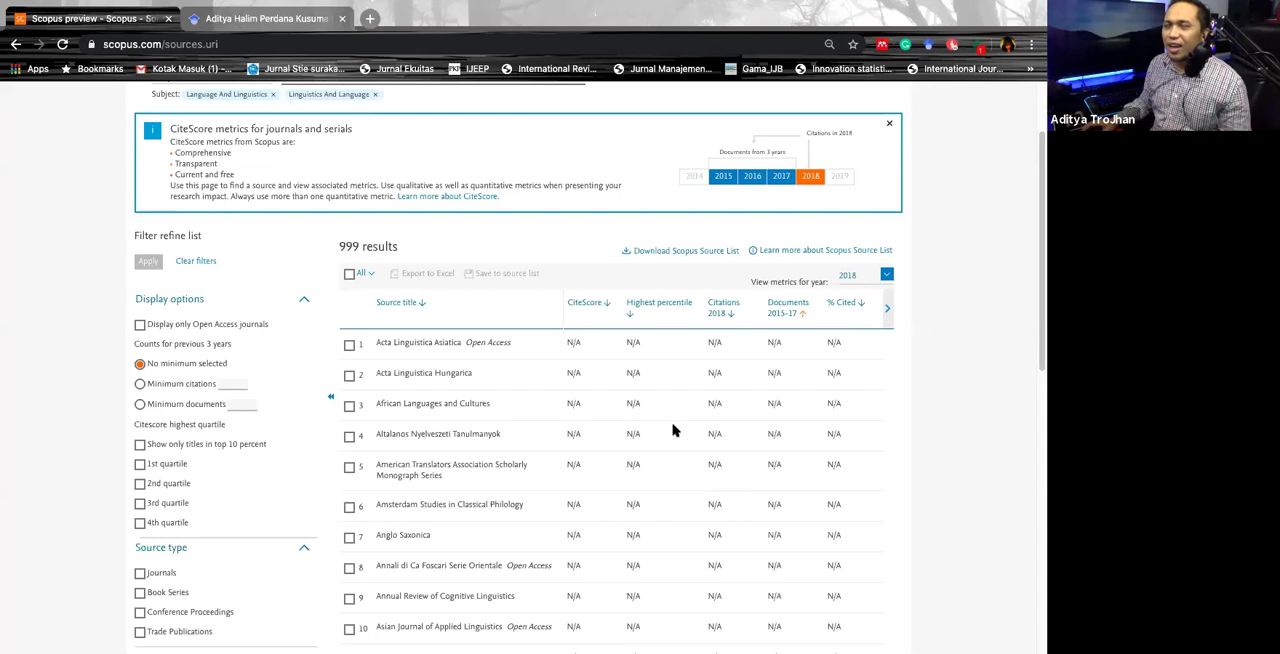 Scopus preview - Scopus - So
Aditya Halim Perdana Kusuma
scopus.com/sources.uri
Apps
Bookmarks
Kotak Masuk (1) -...
Jurnal Stie suraka...
Jurnal Ekuitas
IJEEP
International Revi...
Jurnal Manajemen...
Gama_IJB
Innovation statisti...
International Jour...
»
Subject: Language And Linguistics × Linguistics And Language ×
CiteScore metrics for journals and serials
CiteScore metrics from Scopus are:
• Comprehensive
• Transparent
• Current and free
Use this page to find a source and view associated metrics. Use qualitative as well as quantitative metrics when presenting your
research impact. Always use more than one quantitative metric. Learn more about CiteScore.
Citations in 2018
Documents from 3 years
2014 2015 2016 2017 2018 2019
Aditya TroJhan
Filter refine list
Apply Clear filters
Display options
Display only Open Access journals
Counts for previous 3 years
No minimum selected
Minimum citations
Minimum documents
Citescore highest quartile
Show only titles in top 10 percent
1st quartile
2nd quartile
3rd quartile
4th quartile
Source type
Journals
Book Series
Conference Proceedings
Trade Publications
999 results
Download Scopus Source List Learn more about Scopus Source List
All Export to Excel Save to source list
View metrics for year: 2018
Source title ↓ CiteScore ↓ Highest percentile ↓ Citations 2018 ↓ Documents 2015-17 ↑ % Cited ↓
1 Acta Linguistica Asiatica Open Access N/A N/A N/A N/A N/A
2 Acta Linguistica Hungarica N/A N/A N/A N/A N/A
3 African Languages and Cultures N/A N/A N/A N/A N/A
4 Altalanos Nyelveszeti Tanulmanyok N/A N/A N/A N/A N/A
5 American Translators Association Scholarly Monograph Series N/A N/A N/A N/A N/A
6 Amsterdam Studies in Classical Philology N/A N/A N/A N/A N/A
7 Anglo Saxonica N/A N/A N/A N/A N/A
8 Annali di Ca Foscari Serie Orientale Open Access N/A N/A N/A N/A N/A
9 Annual Review of Cognitive Linguistics N/A N/A N/A N/A N/A
10 Asian Journal of Applied Linguistics Open Access N/A N/A N/A N/A N/A